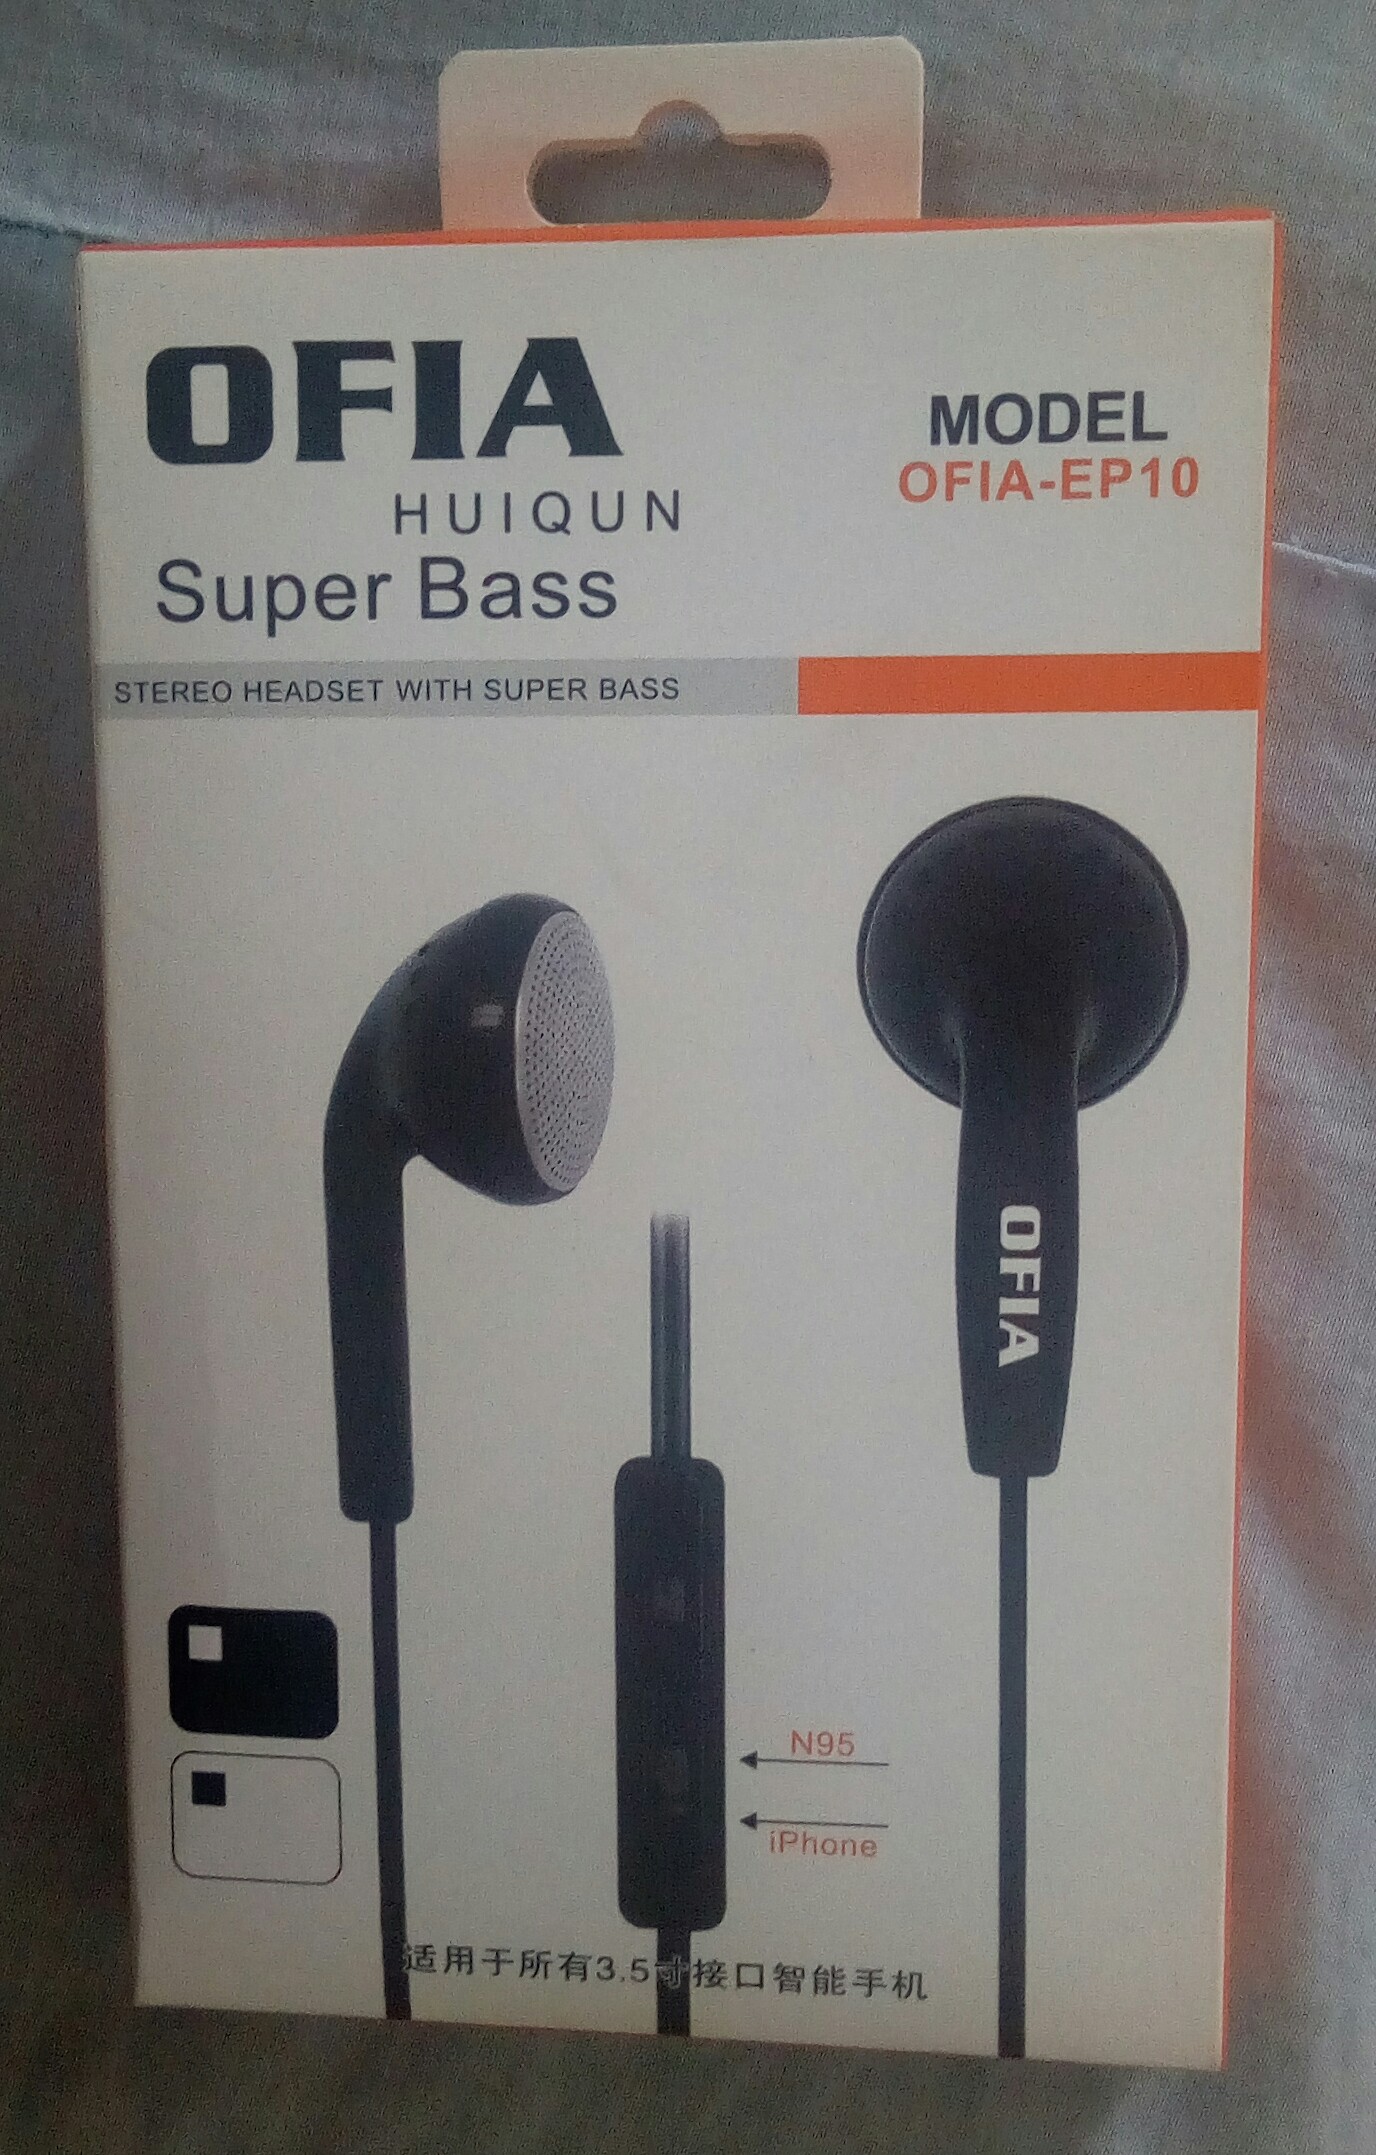 OFIA
HUIQUN
Super Bass
MODEL
OFIA-EP10
STEREO HEADSET WITH SUPER BASS
OFIA
N95
iPhone
适用于所有3.5寸接口智能手机